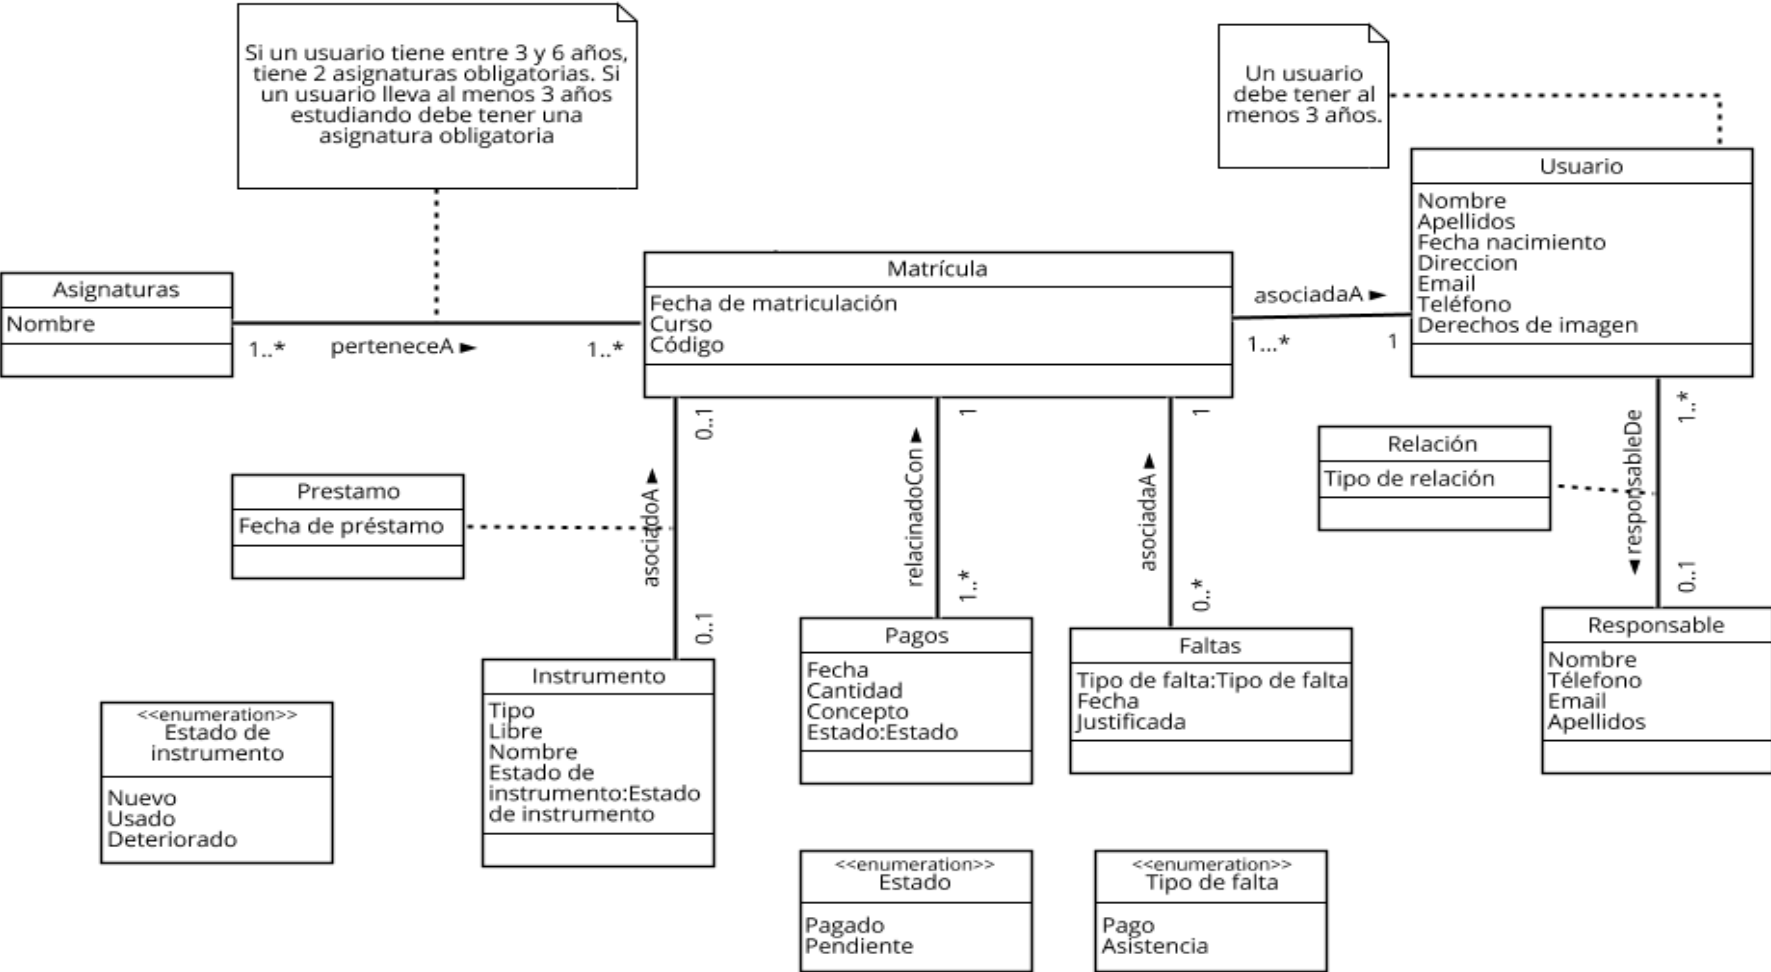 Si un usuario tiene entre 3 y 6 años,
tiene 2 asignaturas obligatorias. Si
un usuario lleva al menos 3 años
estudiando debe tener una
asignatura obligatoria
Un usuario
debe tener al
menos 3 años.
Usuario
Nombre
Apellidos
Fecha nacimiento
Direccion
Email
Teléfono
Derechos de imagen
Asignaturas
Nombre
1..*
perteneceA ►
1..*
Matrícula
Fecha de matriculación
Curso
Código
asociadaA ►
1...*
1
0..1
asociadoA ►
0..1
1
relacinadoCon ►
1..*
1
asociadaA ►
0..*
1..*
◄ responsableDe
0..1
Prestamo
Fecha de préstamo
Relación
Tipo de relación
Instrumento
Tipo
Libre
Nombre
Estado de
instrumento:Estado
de instrumento
Pagos
Fecha
Cantidad
Concepto
Estado:Estado
Faltas
Tipo de falta:Tipo de falta
Fecha
Justificada
Responsable
Nombre
Télefono
Email
Apellidos
<<enumeration>>
Estado de
instrumento
Nuevo
Usado
Deteriorado
<<enumeration>>
Estado
Pagado
Pendiente
<<enumeration>>
Tipo de falta
Pago
Asistencia